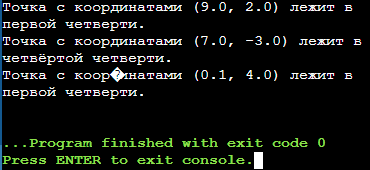 Точка с координатами (9.0, 2.0) лежит в
первой четверти.
Точка с координатами (7.0, -3.0) лежит в
четвёртой четверти.
Точка с коор�инатами (0.1, 4.0) лежит в
первой четверти.
...Program finished with exit code 0
Press ENTER to exit console.